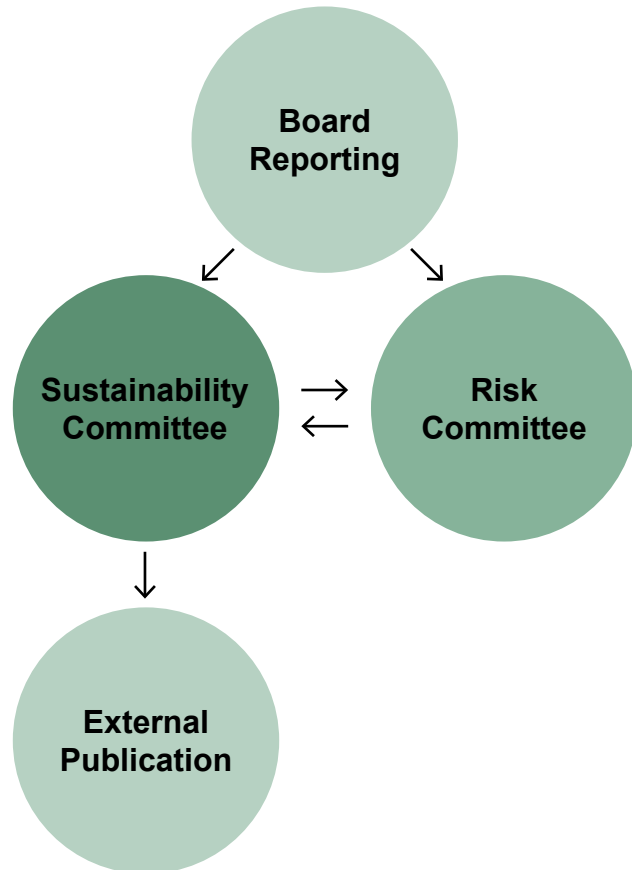 Board
Reporting
Sustainability
Committee
Risk
Committee
External
Publication